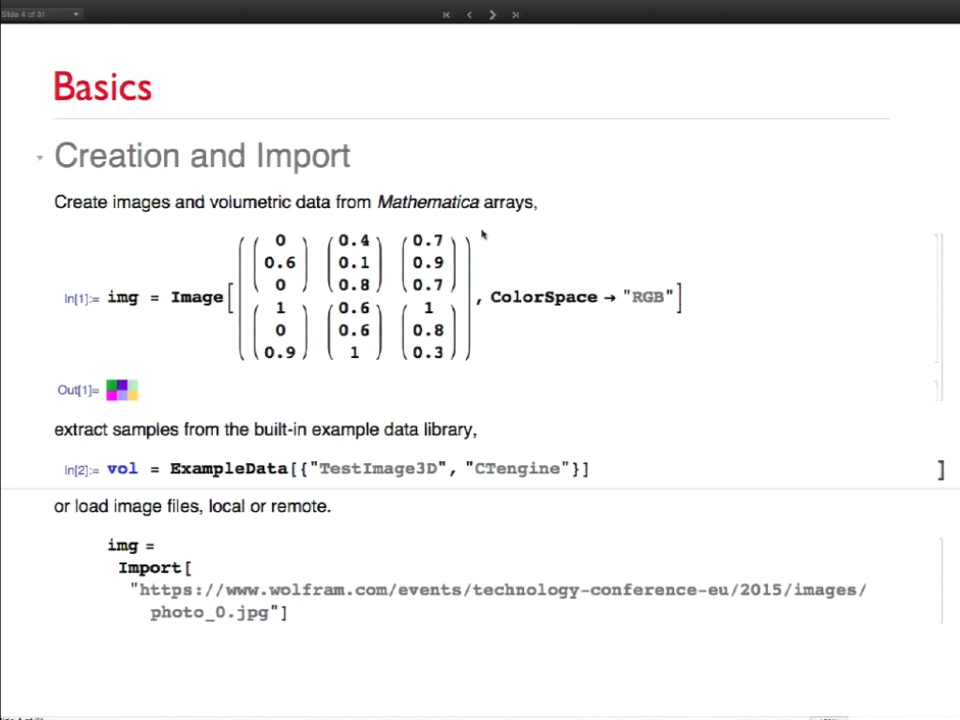 Slide 4 of 31
Basics
Creation and Import
Create images and volumetric data from Mathematica arrays,
0 0.4 0.7
0.6 0.1 0.9
0 0.8 0.7
In[1]:= img = Image[ , ColorSpace → "RGB"]
1 0.6 1
0 0.6 0.8
0.9 1 0.3
Out[1]=
extract samples from the built-in example data library,
In[2]:= vol = ExampleData[{"TestImage3D", "CTengine"}]
or load image files, local or remote.
img =
Import[
"https://www.wolfram.com/events/technology-conference-eu/2015/images/
photo_0.jpg"]